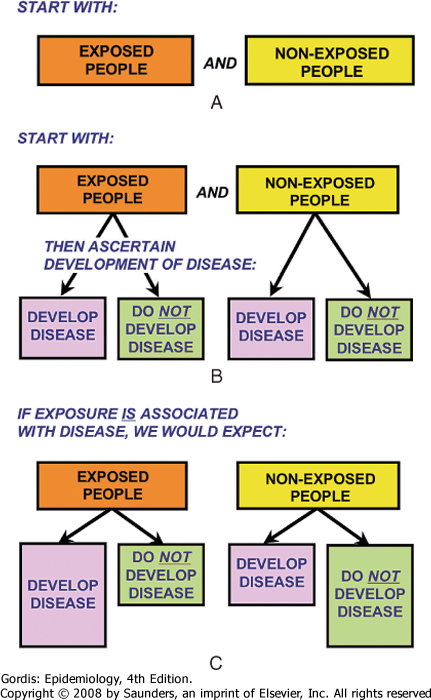 START WITH:
EXPOSED
PEOPLE
AND
NON-EXPOSED
PEOPLE
A
START WITH:
EXPOSED
PEOPLE
AND
NON-EXPOSED
PEOPLE
THEN ASCERTAIN
DEVELOPMENT OF DISEASE:
DEVELOP
DISEASE
DO NOT
DEVELOP
DISEASE
DEVELOP
DISEASE
DO NOT
DEVELOP
DISEASE
B
IF EXPOSURE IS ASSOCIATED
WITH DISEASE, WE WOULD EXPECT:
EXPOSED
PEOPLE
NON-EXPOSED
PEOPLE
DEVELOP
DISEASE
DO NOT
DEVELOP
DISEASE
DEVELOP
DISEASE
DO NOT
DEVELOP
DISEASE
C
Gordis: Epidemiology, 4th Edition.
Copyright © 2008 by Saunders, an imprint of Elsevier, Inc. All rights reserved